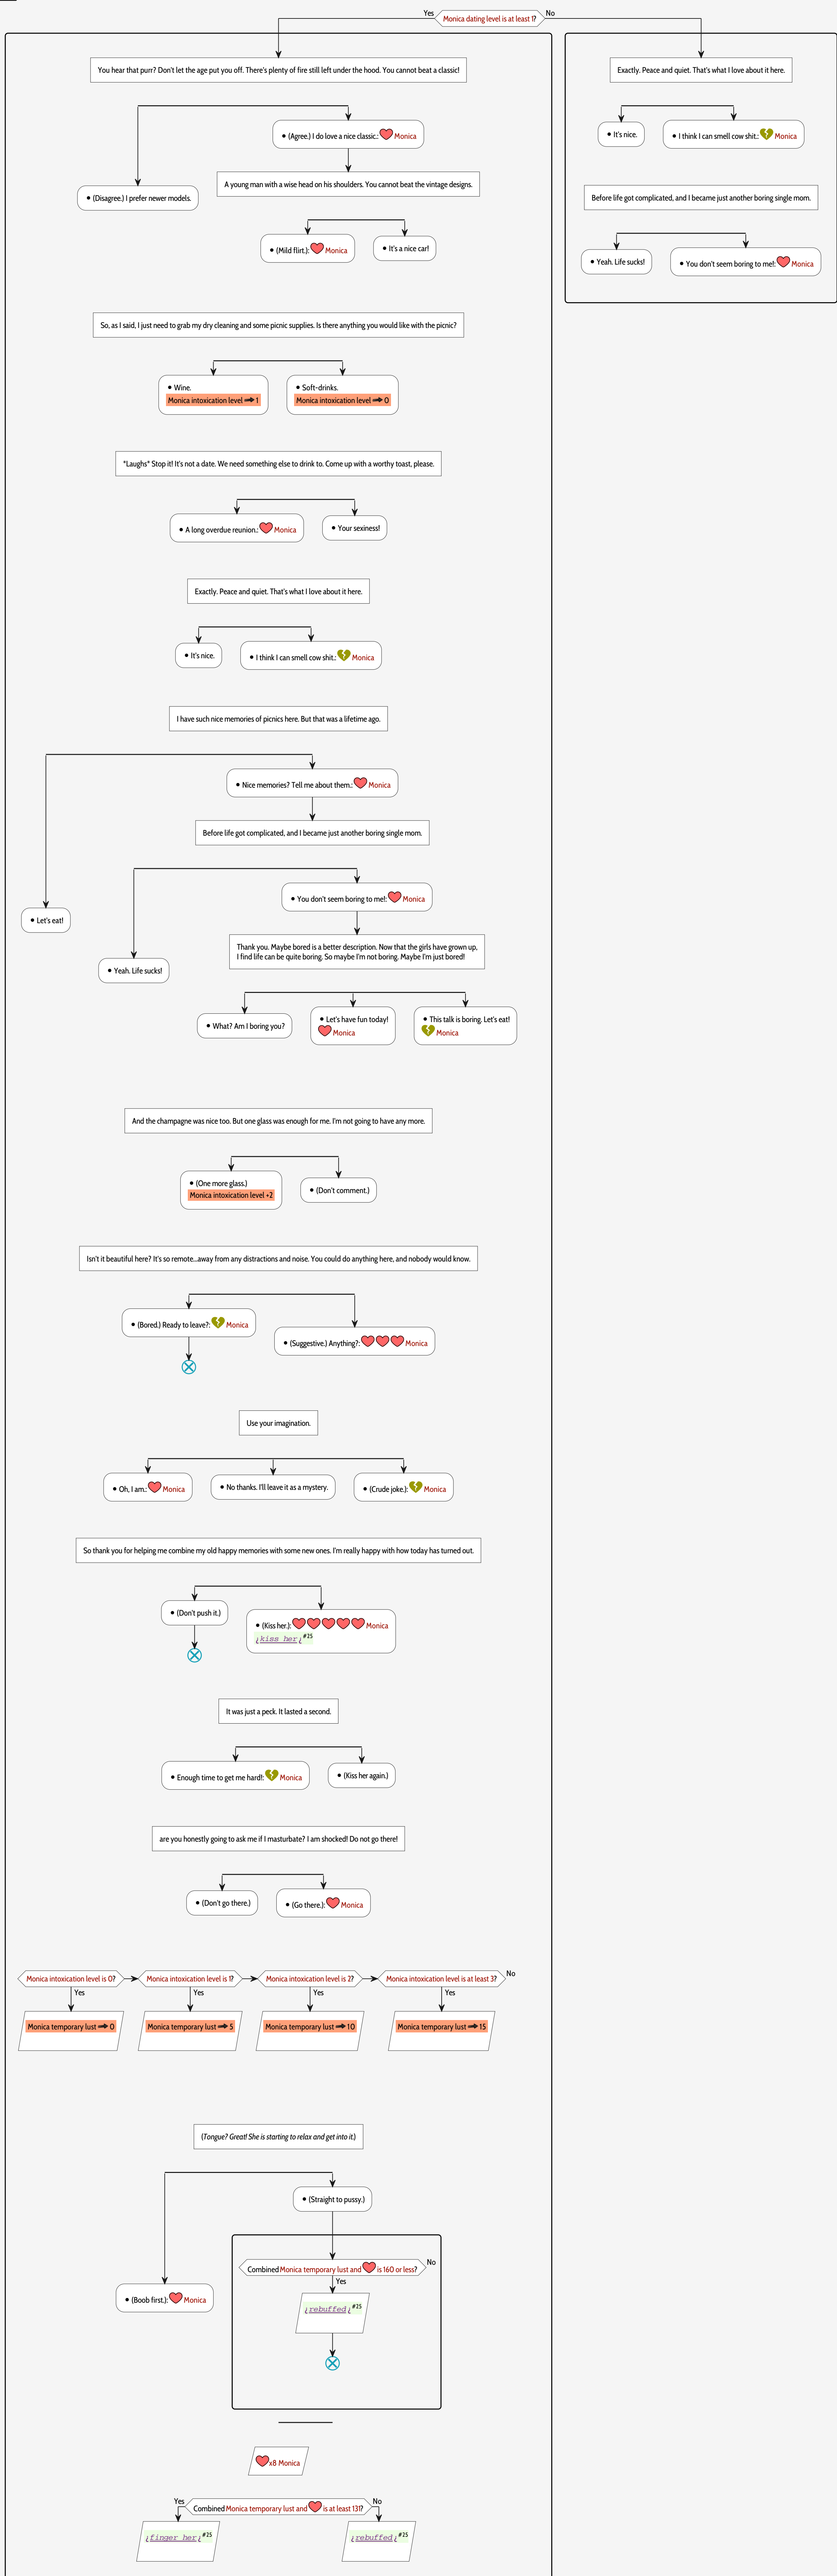 Yes
Monica dating level is at least 1?
No
You hear that purr? Don't let the age put you off. There's plenty of fire still left under the hood. You cannot beat a classic!
(Agree.) I do love a nice classic.: Monica
(Disagree.) I prefer newer models.
A young man with a wise head on his shoulders. You cannot beat the vintage designs.
(Mild flirt.): Monica
It's a nice car!
So, as I said, I just need to grab my dry cleaning and some picnic supplies. Is there anything you would like with the picnic?
Wine.
Monica intoxication level 1
Soft-drinks.
Monica intoxication level 0
*Laughs* Stop it! It's not a date. We need something else to drink to. Come up with a worthy toast, please.
A long overdue reunion.: Monica
Your sexiness!
Exactly. Peace and quiet. That's what I love about it here.
It's nice.
I think I can smell cow shit.: Monica
I have such nice memories of picnics here. But that was a lifetime ago.
Nice memories? Tell me about them.: Monica
Before life got complicated, and I became just another boring single mom.
You don't seem boring to me!: Monica
Let's eat!
Thank you. Maybe bored is a better description. Now that the girls have grown up,
I find life can be quite boring. So maybe I'm not boring. Maybe I'm just bored!
Yeah. Life sucks!
What? Am I boring you?
Let's have fun today!
Monica
This talk is boring. Let's eat!
Monica
And the champagne was nice too. But one glass was enough for me. I'm not going to have any more.
(One more glass.)
Monica intoxication level +2
(Don't comment.)
Isn't it beautiful here? It's so remote...away from any distractions and noise. You could do anything here, and nobody would know.
(Bored.) Ready to leave?: Monica
(Suggestive.) Anything?: Monica
Use your imagination.
Oh, I am.: Monica
No thanks. I'll leave it as a mystery.
(Crude joke.): Monica
So thank you for helping me combine my old happy memories with some new ones. I'm really happy with how today has turned out.
(Don't push it.)
(Kiss her.): Monica
¿kiss her¿ #25
It was just a peck. It lasted a second.
Enough time to get me hard!: Monica
(Kiss her again.)
are you honestly going to ask me if I masturbate? I am shocked! Do not go there!
(Don't go there.)
(Go there.): Monica
Monica intoxication level is 0?
Monica intoxication level is 1?
Monica intoxication level is 2?
Monica intoxication level is at least 3?
No
Yes
Yes
Yes
Yes
Monica temporary lust 0
Monica temporary lust 5
Monica temporary lust 10
Monica temporary lust 15
(Tongue? Great! She is starting to relax and get into it.)
(Straight to pussy.)
Combined Monica temporary lust and is 160 or less?
No
Yes
(Boob first.): Monica
¿rebuffed¿ #25
x8 Monica
Yes
Combined Monica temporary lust and is at least 131?
No
¿finger her¿ #25
¿rebuffed¿ #25
Exactly. Peace and quiet. That's what I love about it here.
It's nice.
I think I can smell cow shit.: Monica
Before life got complicated, and I became just another boring single mom.
Yeah. Life sucks!
You don't seem boring to me!: Monica